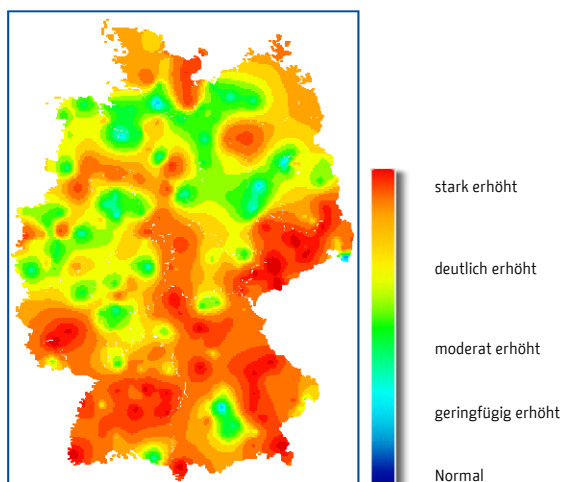 stark erhöht
deutlich erhöht
moderat erhöht
geringfügig erhöht
Normal